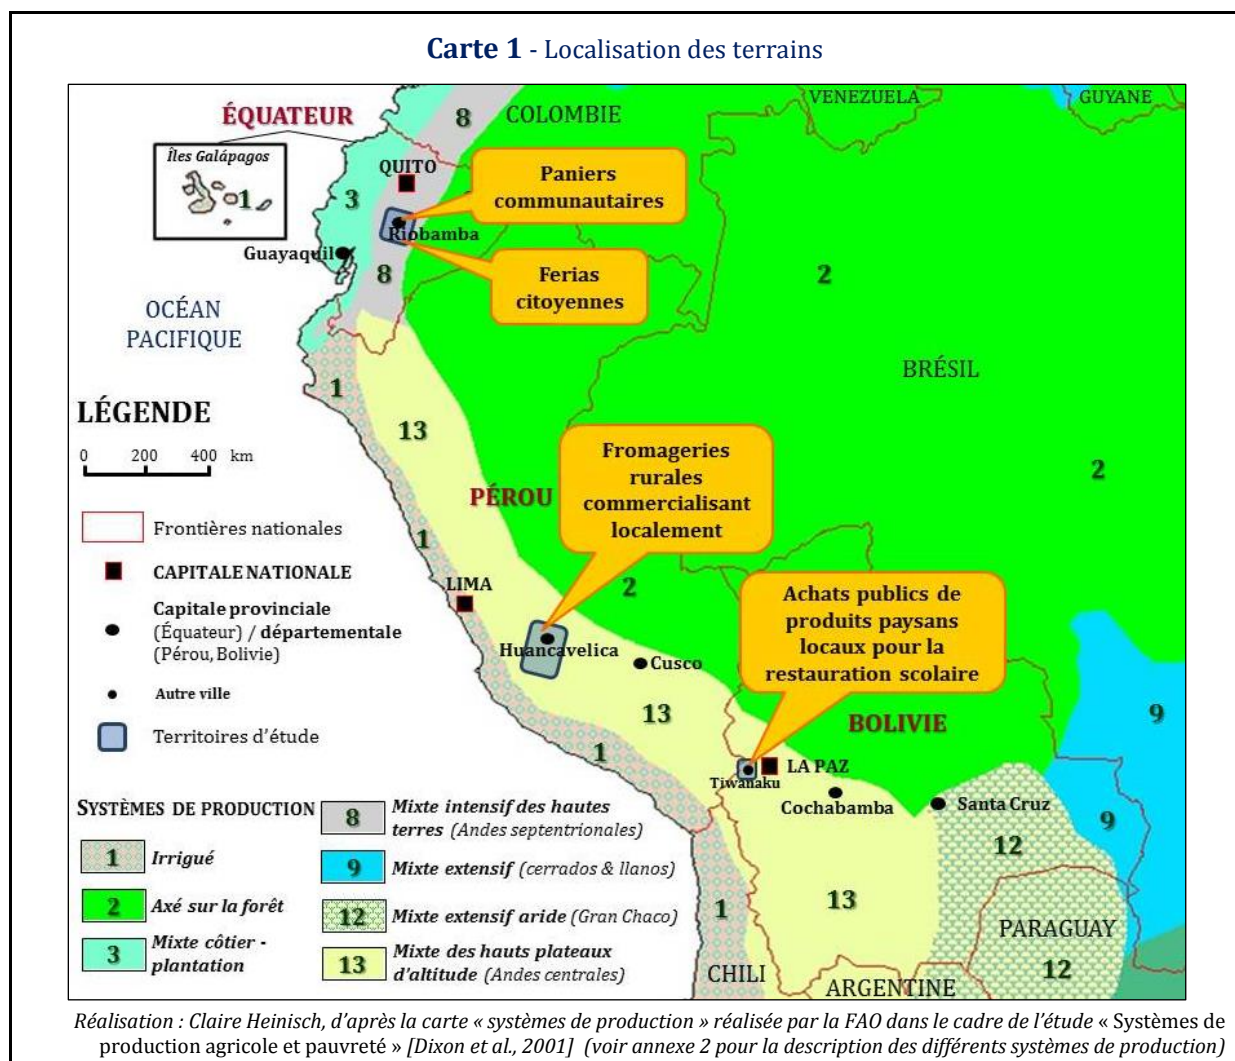 Carte 1 - Localisation des terrains
VENEZUELA
GUYANE
8
COLOMBIE
ÉQUATEUR
Îles Galápagos
1
QUITO
3
Paniers
communautaires
Riobamba
Guayaquil
8
Ferias
citoyennes
2
OCÉAN
PACIFIQUE
BRÉSIL
1
13
2
PÉROU
Fromageries
rurales
commercialisant
localement
1
LIMA
2
Huancavelica
Cusco
Achats publics de
produits paysans
locaux pour la
restauration scolaire
13
BOLIVIE
9
1
LA PAZ
Tiwanaku
Cochabamba
Santa Cruz
9
12
13
1
PARAGUAY
12
CHILI
ARGENTINE
LÉGENDE
0 200 400 km
Frontières nationales
CAPITALE NATIONALE
Capitale provinciale
(Équateur) / départementale
(Pérou, Bolivie)
Autre ville
Territoires d'étude
SYSTÈMES DE PRODUCTION
1 Irrigué
2 Axé sur la forêt
3 Mixte côtier -
plantation
8 Mixte intensif des hautes
terres (Andes septentrionales)
9 Mixte extensif (cerrados & llanos)
12 Mixte extensif aride (Gran Chaco)
13 Mixte des hauts plateaux
d'altitude (Andes centrales)
Réalisation : Claire Heinisch, d'après la carte « systèmes de production » réalisée par la FAO dans le cadre de l'étude « Systèmes de
production agricole et pauvreté » [Dixon et al., 2001] (voir annexe 2 pour la description des différents systèmes de production)